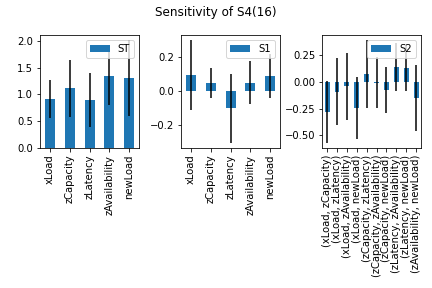 Sensitivity of S4(16)
ST
2.0
1.5
1.0
0.5
0.0
xLoad
zCapacity
zLatency
zAvailability
newLoad
S1
0.2
0.0
−0.2
xLoad
zCapacity
zLatency
zAvailability
newLoad
S2
0.25
0.00
−0.25
−0.50
(xLoad, zCapacity)
(xLoad, zLatency)
(xLoad, zAvailability)
(xLoad, newLoad)
(zCapacity, zLatency)
(zCapacity, zAvailability)
(zCapacity, newLoad)
(zLatency, zAvailability)
(zLatency, newLoad)
(zAvailability, newLoad)